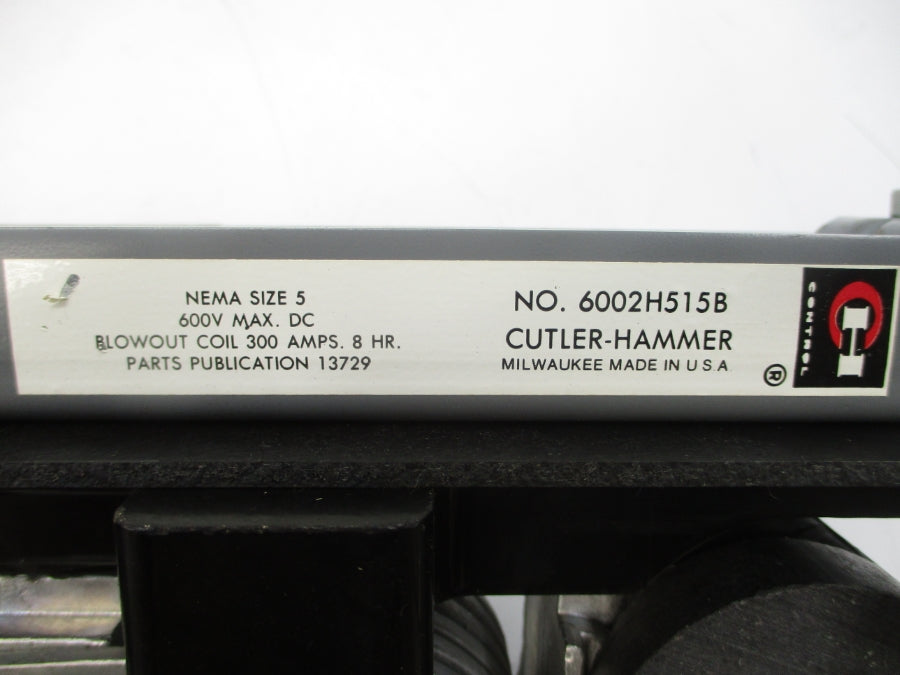 NEMA SIZE 5
600V MAX. DC
BLOWOUT COIL 300 AMPS. 8 HR.
PARTS PUBLICATION 13729
NO. 6002H515B
CUTLER-HAMMER
MILWAUKEE MADE IN U S A
®
CONTROL
CH